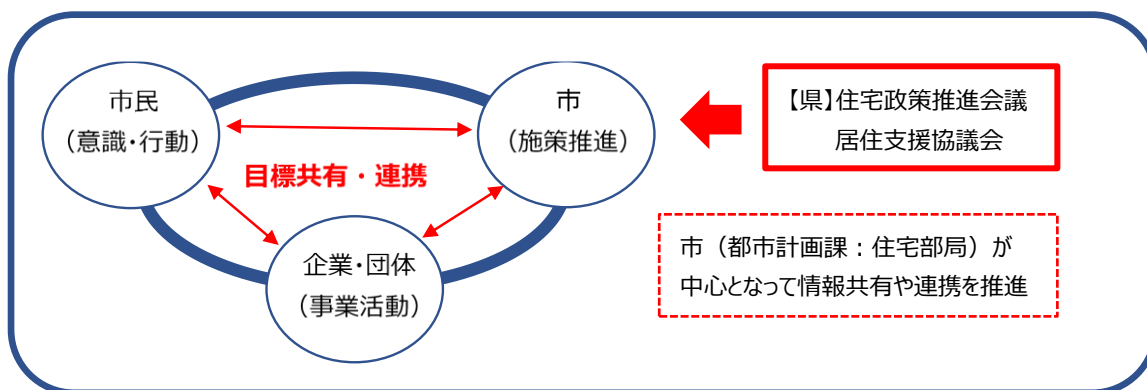 市民
（意識・行動）
市
（施策推進）
【県】住宅政策推進会議
居住支援協議会
目標共有・連携
企業・団体
（事業活動）
市（都市計画課：住宅部局）が
中心となって情報共有や連携を推進